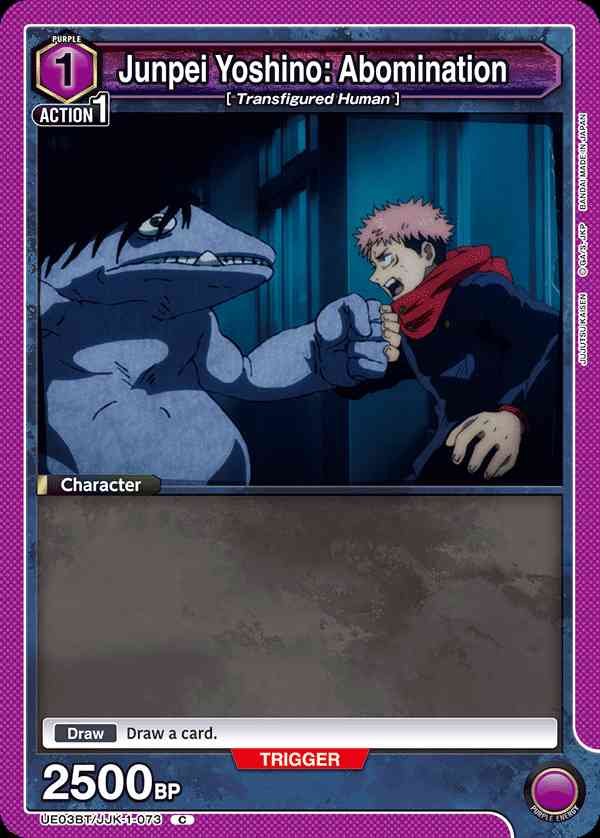 PURPLE
1
Junpei Yoshino: Abomination
[ Transfigured Human ]
ACTION 1
JUJUTSU KAISEN © GA/S,JKP BANDAI MADE IN JAPAN
Character
Draw Draw a card.
TRIGGER
2500BP
UE03BT/JJK-1-073 C
PURPLE ENERGY